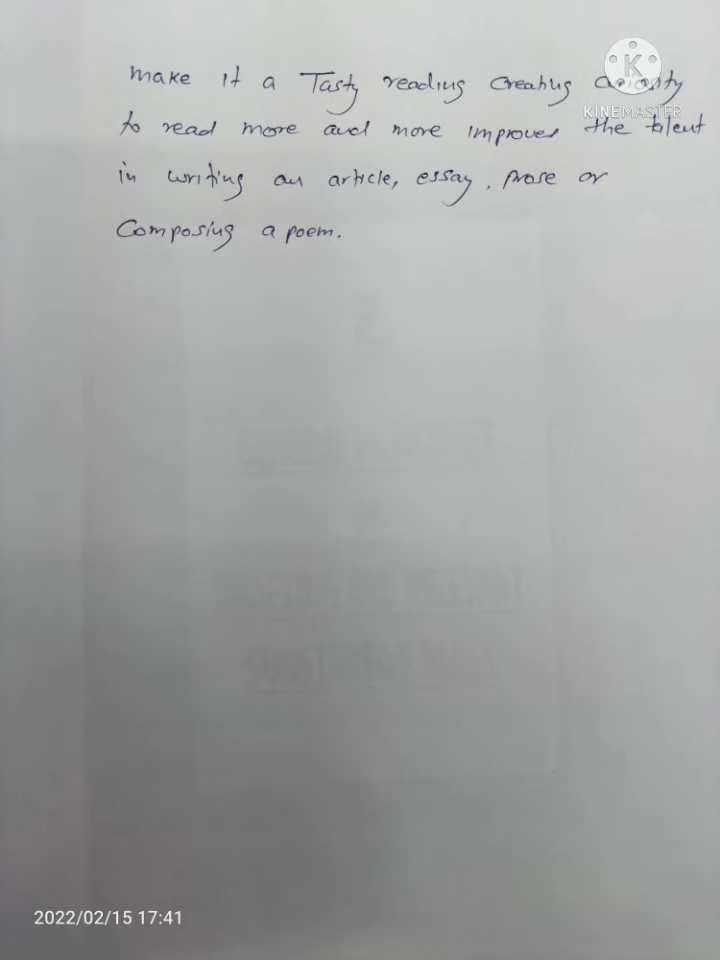 make it a Tasty reading creating curiosity
to read more and more improves the talent
in writing an article, essay, prose or
Composing a poem.
K
KINEMASTER
2022/02/15 17:41